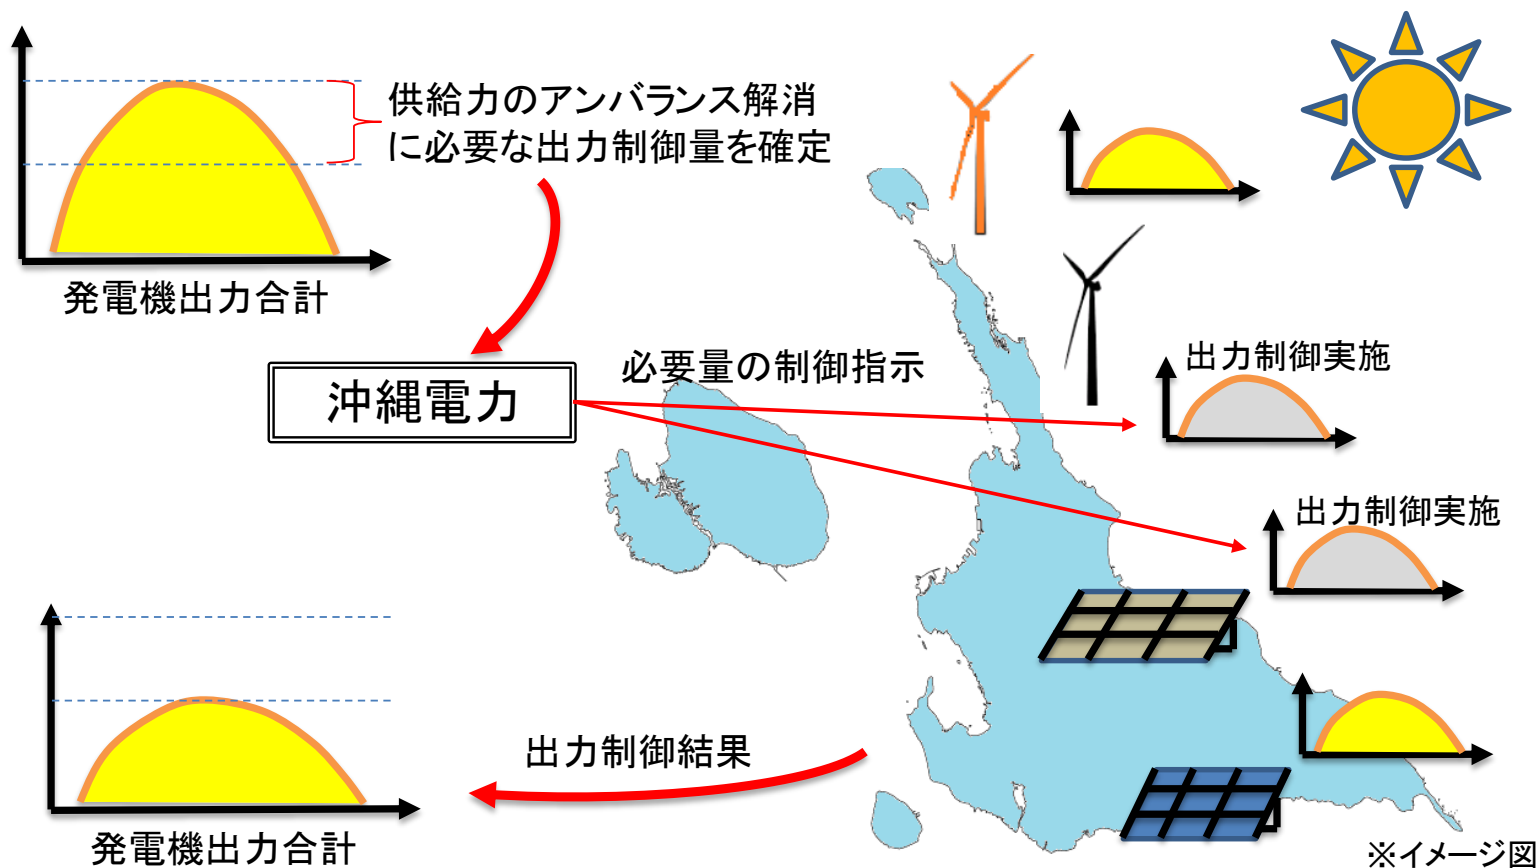 供給力のアンバランス解消
に必要な出力制御量を確定
発電機出力合計
沖縄電力
必要量の制御指示
出力制御実施
出力制御実施
出力制御結果
発電機出力合計
※イメージ図